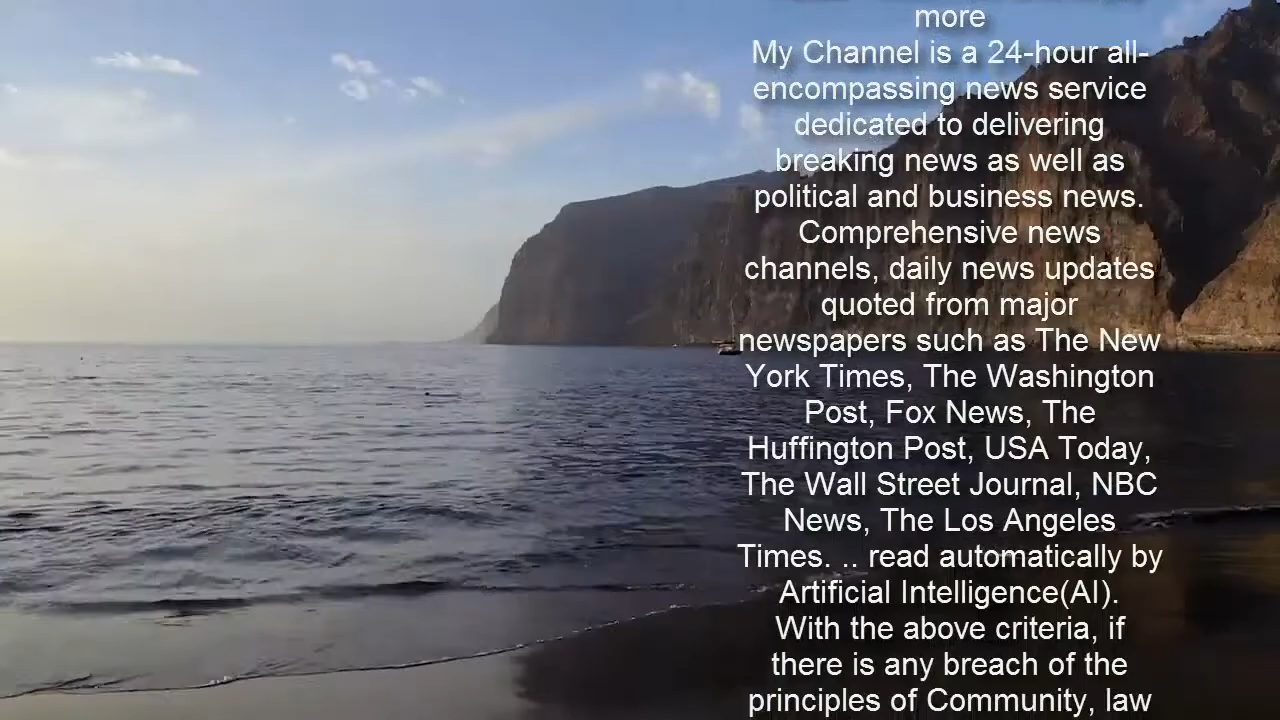 more
My Channel is a 24-hour all-
encompassing news service
dedicated to delivering
breaking news as well as
political and business news.
Comprehensive news
channels, daily news updates
quoted from major
newspapers such as The New
York Times, The Washington
Post, Fox News, The
Huffington Post, USA Today,
The Wall Street Journal, NBC
News, The Los Angeles
Times. .. read automatically by
Artificial Intelligence(AI).
With the above criteria, if
there is any breach of the
principles of Community, law